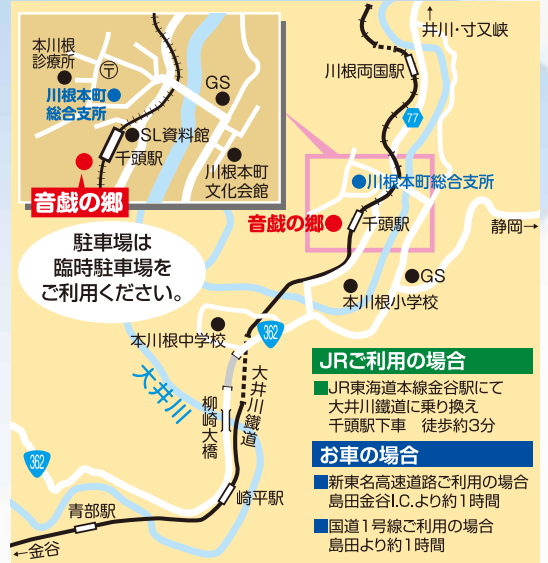 本川根
診療所
〒
川根本町
総合支所
GS
SL資料館
千頭駅
川根本町
文化会館
音戯の郷
駐車場は
臨時駐車場を
ご利用ください。
井川・寸又峡
川根両国駅
77
川根本町総合支所
音戯の郷
千頭駅
静岡→
GS
本川根小学校
本川根中学校
362
大井川
柳崎大橋
大井川鐵道
362
崎平駅
青部駅
←金谷
JRご利用の場合
JR東海道本線金谷駅にて
大井川鐵道に乗り換え
千頭駅下車 徒歩約3分
お車の場合
新東名高速道路ご利用の場合
島田金谷I.C.より約1時間
国道1号線ご利用の場合
島田より約1時間